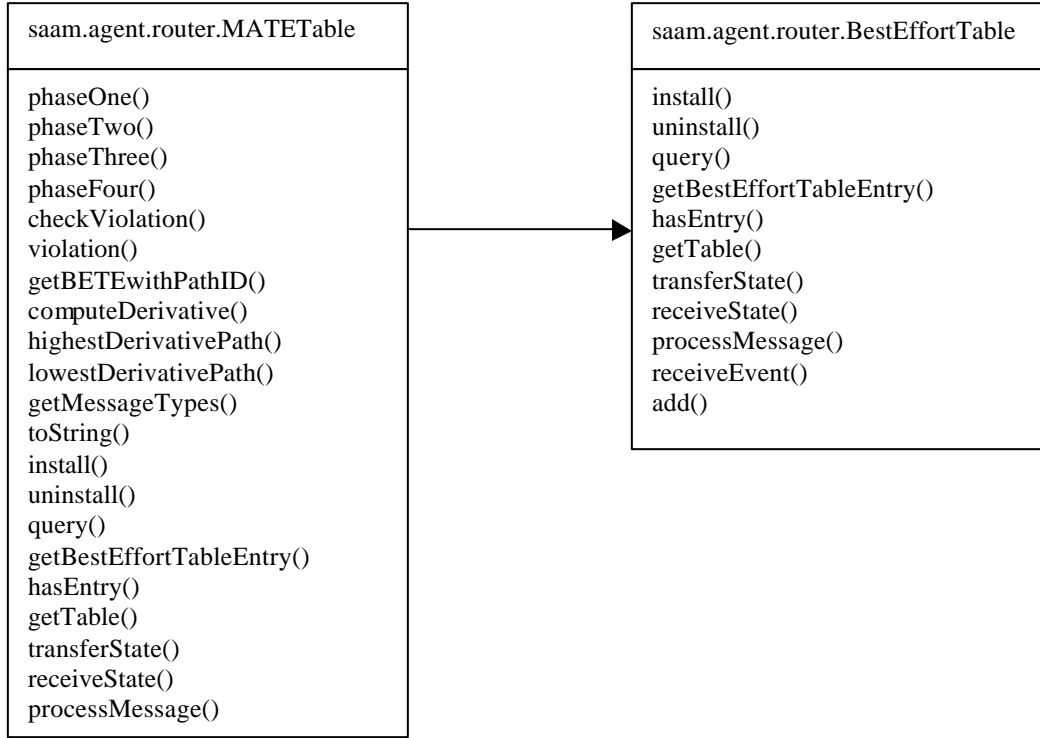 saam.agent.router.MATETable
phaseOne()
phaseTwo()
phaseThree()
phaseFour()
checkViolation()
violation()
getBETEwithPathID()
computeDerivative()
highestDerivativePath()
lowestDerivativePath()
getMessageTypes()
toString()
install()
uninstall()
query()
getBestEffortTableEntry()
hasEntry()
getTable()
transferState()
receiveState()
processMessage()
saam.agent.router.BestEffortTable
install()
uninstall()
query()
getBestEffortTableEntry()
hasEntry()
getTable()
transferState()
receiveState()
processMessage()
receiveEvent()
add()